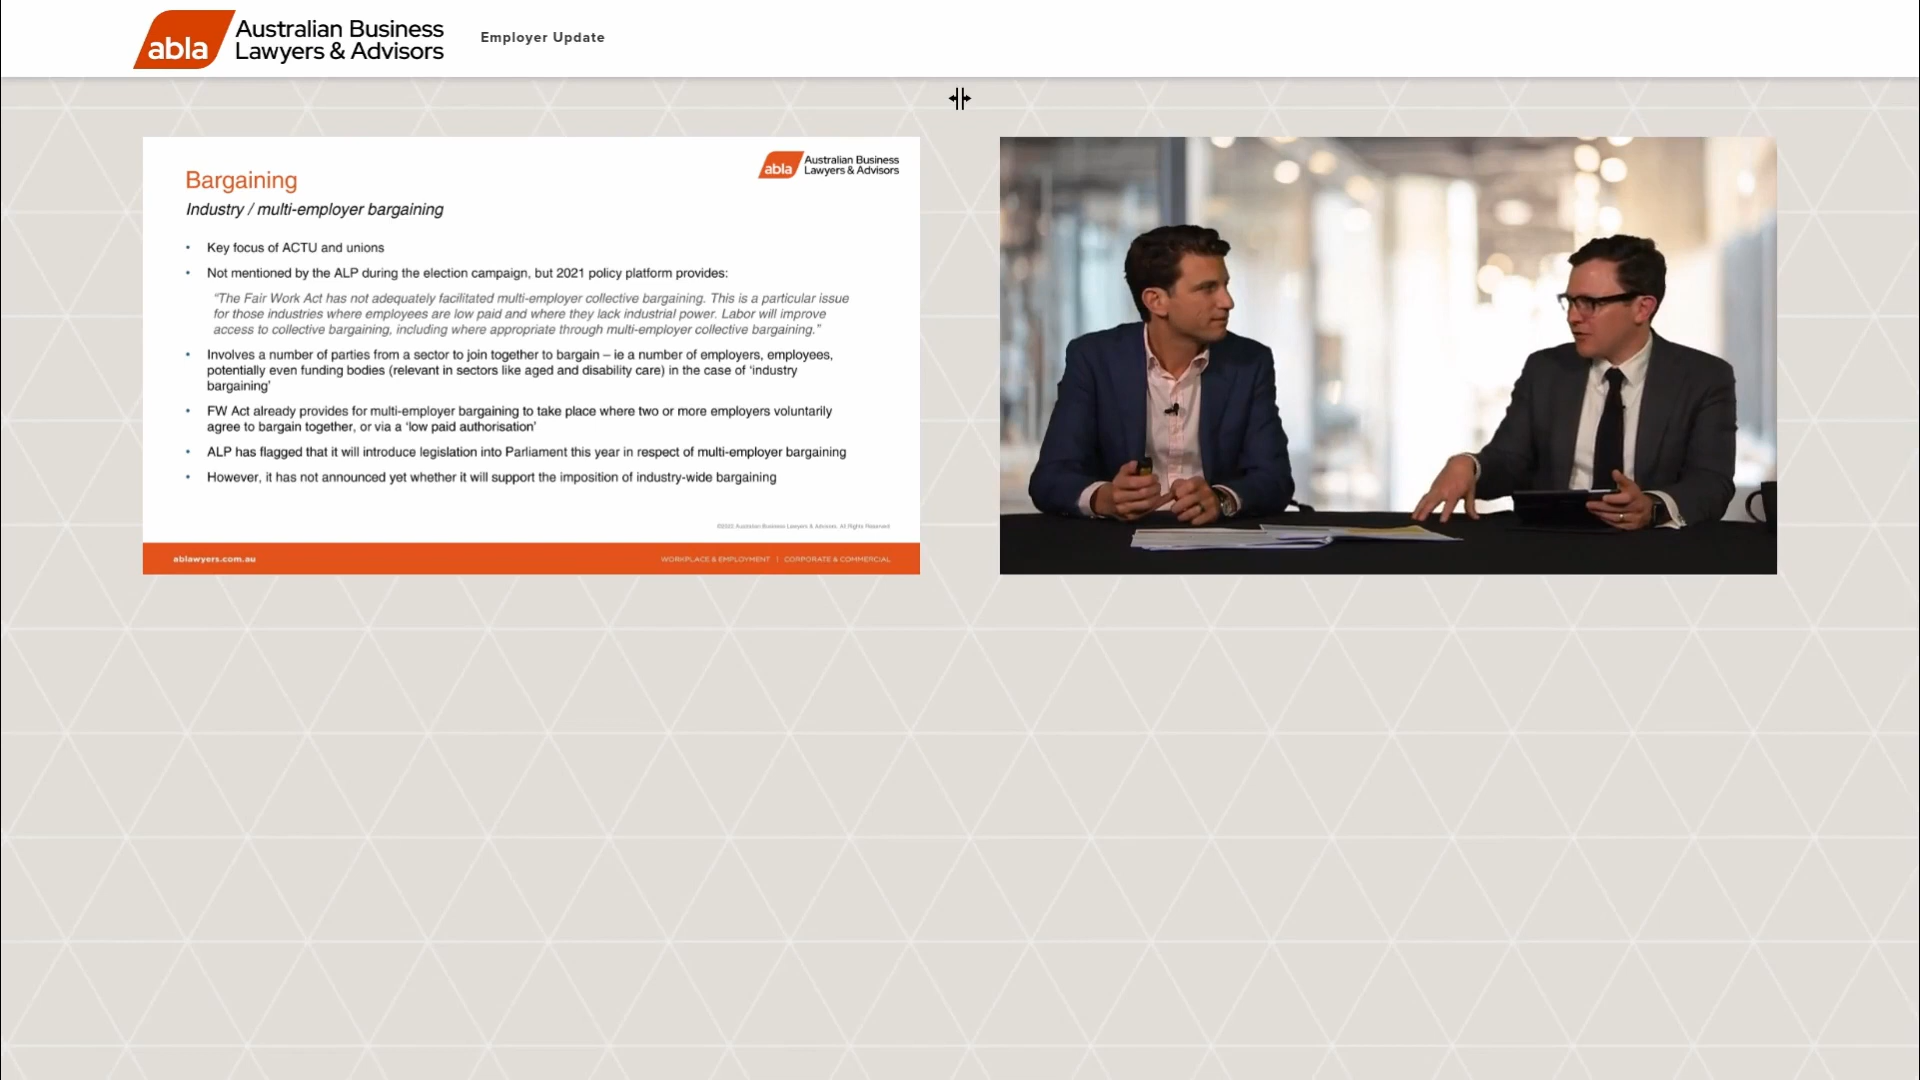 abla Australian Business
Lawyers & Advisors
Employer Update
abla Australian Business
Lawyers & Advisors
Bargaining
Industry / multi-employer bargaining
• Key focus of ACTU and unions
• Not mentioned by the ALP during the election campaign, but 2021 policy platform provides:
“The Fair Work Act has not adequately facilitated multi-employer collective bargaining. This is a particular issue
for those industries where employees are low paid and where they lack industrial power. Labor will improve
access to collective bargaining, including where appropriate through multi-employer collective bargaining.”
• Involves a number of parties from a sector to join together to bargain – ie a number of employers, employees,
potentially even funding bodies (relevant in sectors like aged and disability care) in the case of ‘industry
bargaining’
• FW Act already provides for multi-employer bargaining to take place where two or more employers voluntarily
agree to bargain together, or via a ‘low paid authorisation’
• ALP has flagged that it will introduce legislation into Parliament this year in respect of multi-employer bargaining
• However, it has not announced yet whether it will support the imposition of industry-wide bargaining
Australian Business Lawyers & Advisors. All Rights Reserved
ablawyers.com.au
WORKPLACE & EMPLOYMENT | CORPORATE & COMMERCIAL